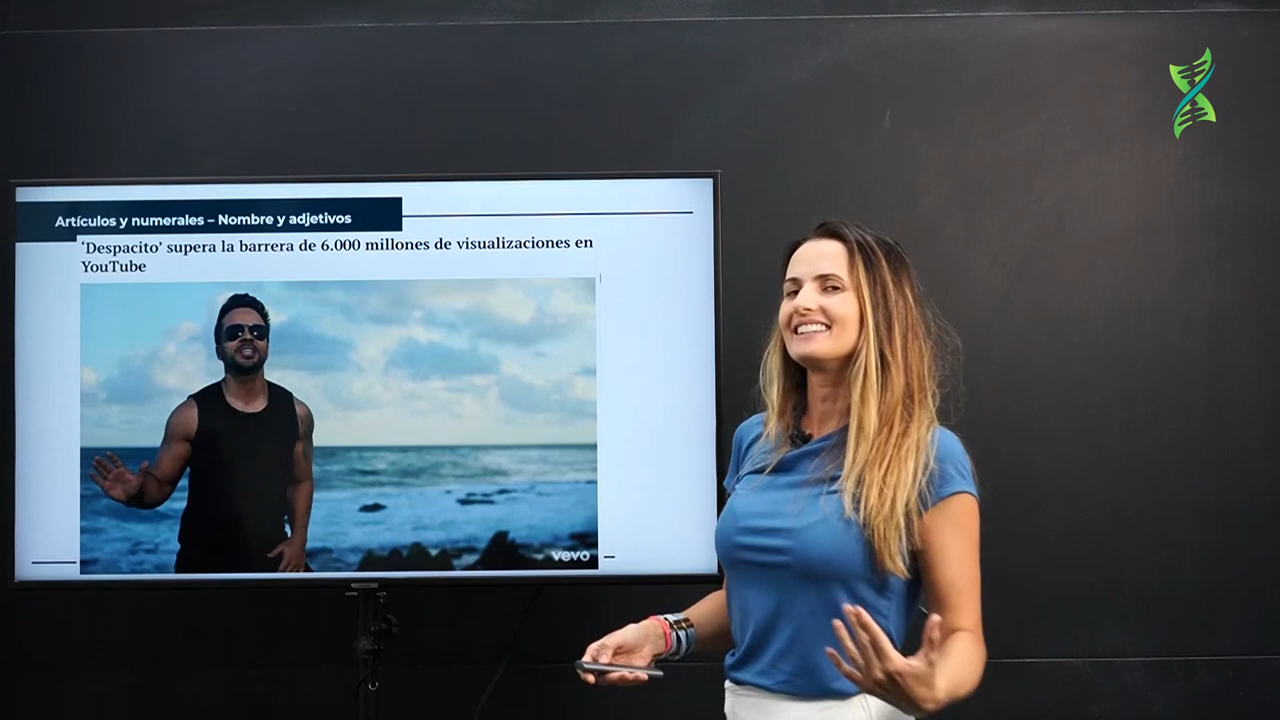 Artículos y numerales – Nombre y adjetivos
‘Despacito’ supera la barrera de 6.000 millones de visualizaciones en
YouTube
vevo